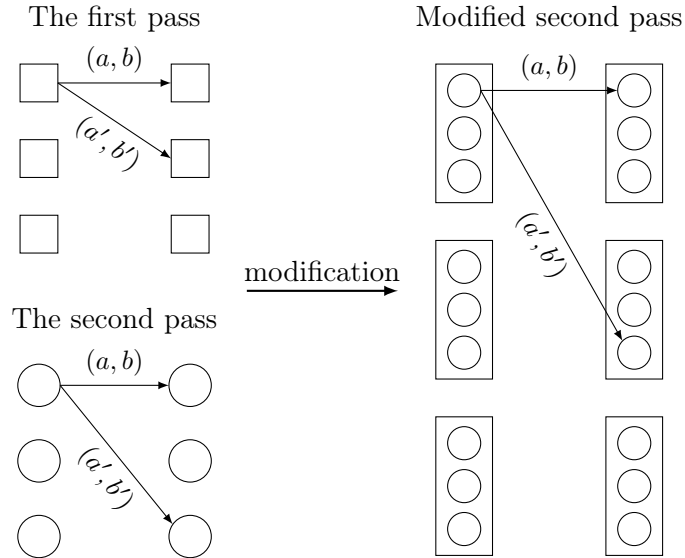 The first pass
(a, b)
(a′, b′)
The second pass
(a, b)
(a′, b′)
modification
Modified second pass
(a, b)
(a′, b′)